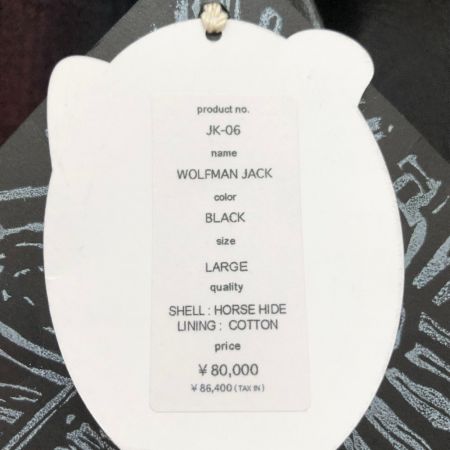 product no.
JK-06
name
WOLFMAN JACK
color
BLACK
size
LARGE
quality
SHELL : HORSE HIDE
LINING : COTTON
price
¥80,000
¥86,400 (TAX IN)